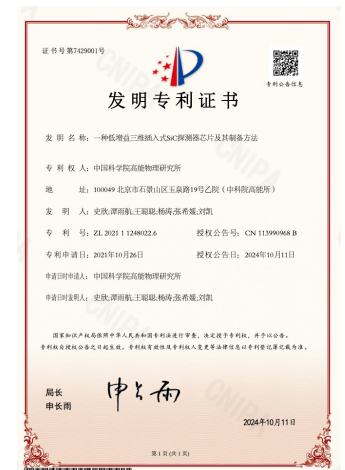 证书号第7429001号
专利公告信息
发明专利证书
发 明 名 称：一种低增益三维插入式SiC探测器芯片及其制备方法
专 利 权 人：中国科学院高能物理研究所
地 址：100049 北京市石景山区玉泉路19号乙院（中科院高能所）
发 明 人：史欣;谭雨航;王聪聪;杨涛;张希媛;刘凯
专 利 号：ZL 2021 1 1248022.6 授权公告号：CN 113990968 B
专利申请日：2021年10月26日 授权公告日：2024年10月11日
申请日时申请人：中国科学院高能物理研究所
申请日时发明人：史欣;谭雨航;王聪聪;杨涛;张希媛;刘凯
国家知识产权局依照中华人民共和国专利法进行审查，决定授予专利权，并予以公告。
专利权自授权公告之日起生效。专利权有效性及专利权人变更等法律信息以专利登记簿记载为准。
局长
申长雨
申长雨
2024年10月11日
第 1 页 (共 1 页)
CNIPA
CNIPA
CNIPA